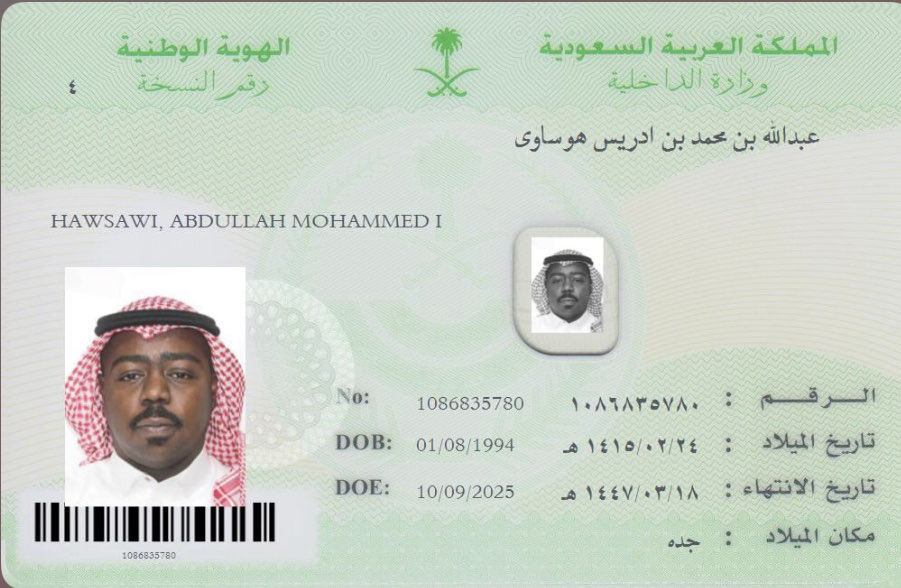 المملكة العربية السعودية
وزارة الداخلية
الهوية الوطنية
رقم النسخة ٤
عبدالله بن محمد بن ادريس هوساوى
HAWSAWI, ABDULLAH MOHAMMED I
الـــرقـــم : ١٠٨٦٨٣٥٧٨٠ 1086835780 No:
تاريخ الميلاد : ١٤١٥/٠٢/٢٤ هـ 01/08/1994 DOB:
تاريخ الانتهاء : ١٤٤٧/٠٣/١٨ هـ 10/09/2025 DOE:
مكان الميلاد : جده
1086835780